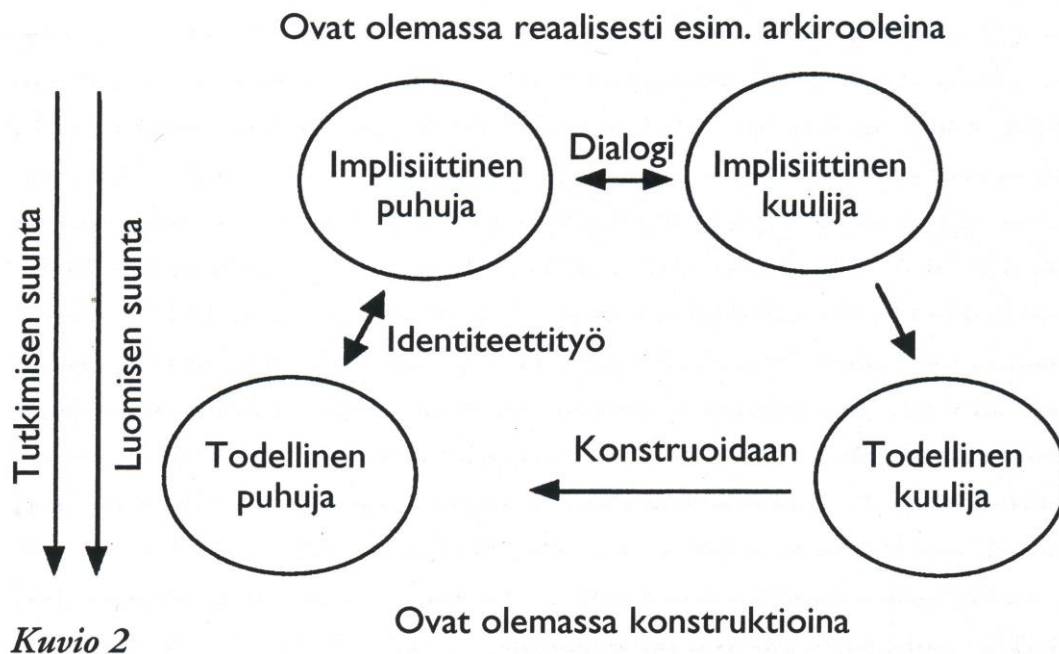 Ovat olemassa reaalisesti esim. arkirooleina
Implisiittinen
puhuja
Dialogi
Implisiittinen
kuulija
Tutkimisen suunta
Luomisen suunta
Identiteettityö
Todellinen
puhuja
Konstruoidaan
Todellinen
kuulija
Ovat olemassa konstruktioina
Kuvio 2